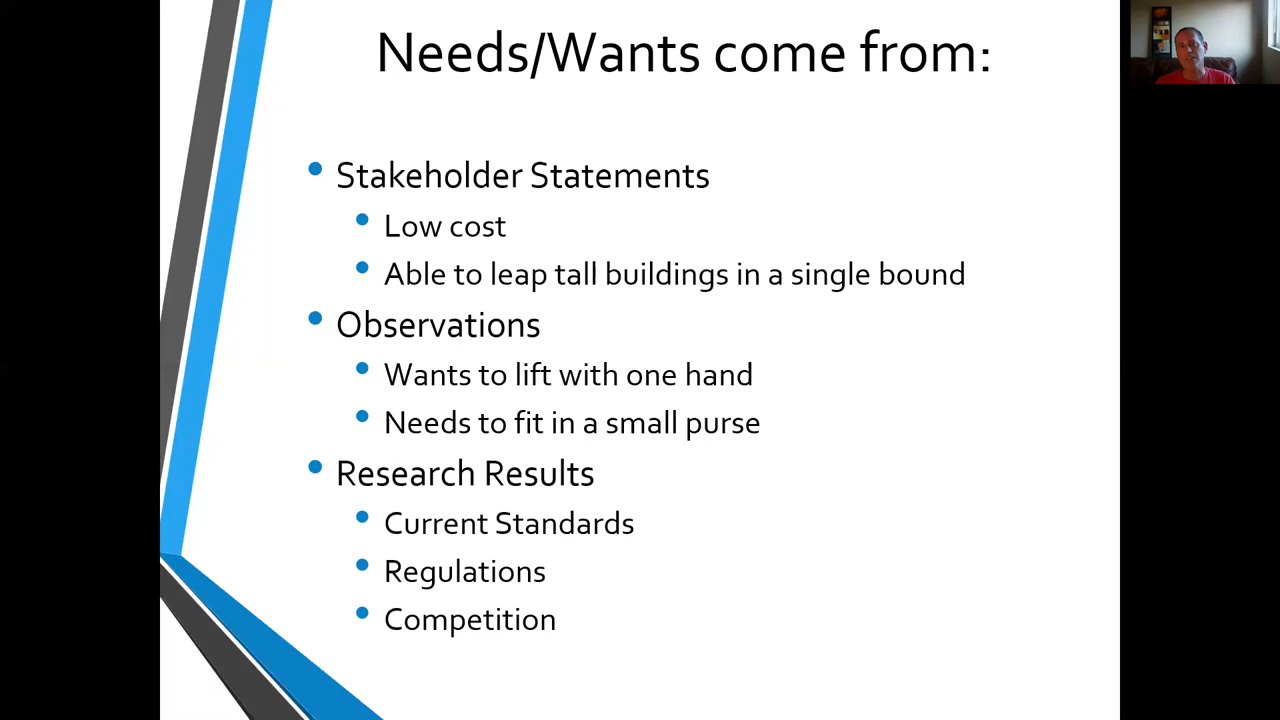 Needs/Wants come from:
Stakeholder Statements
Low cost
Able to leap tall buildings in a single bound
Observations
Wants to lift with one hand
Needs to fit in a small purse
Research Results
Current Standards
Regulations
Competition